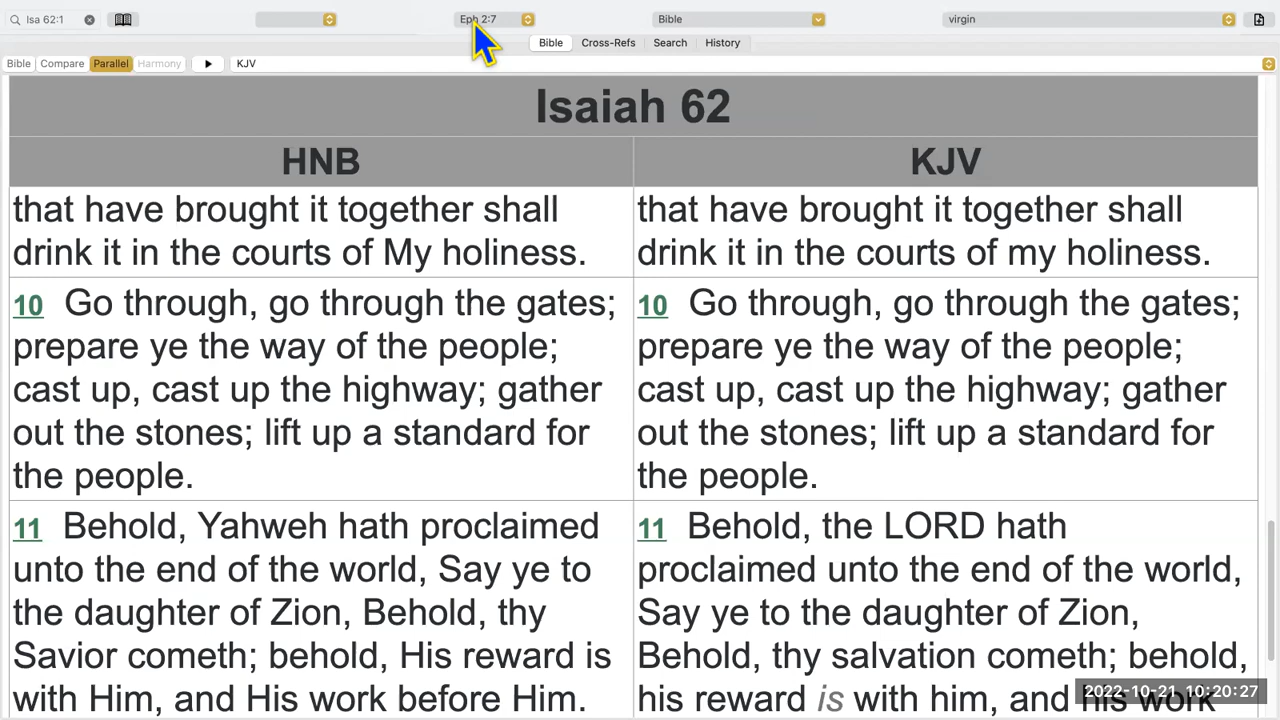 Isa 62:1
Eph 2:7
Bible
virgin
Bible Cross-Refs Search History
Bible Compare Parallel Harmony
KJV
Isaiah 62
HNB
KJV
that have brought it together shall
drink it in the courts of My holiness.
10 Go through, go through the gates;
prepare ye the way of the people;
cast up, cast up the highway; gather
out the stones; lift up a standard for
the people.
11 Behold, Yahweh hath proclaimed
unto the end of the world, Say ye to
the daughter of Zion, Behold, thy
Savior cometh; behold, His reward is
with Him, and His work before Him.
that have brought it together shall
drink it in the courts of my holiness.
10 Go through, go through the gates;
prepare ye the way of the people;
cast up, cast up the highway; gather
out the stones; lift up a standard for
the people.
11 Behold, the LORD hath
proclaimed unto the end of the world,
Say ye to the daughter of Zion,
Behold, thy salvation cometh; behold,
his reward is with him, and his work
2022-10-21 10:20:27